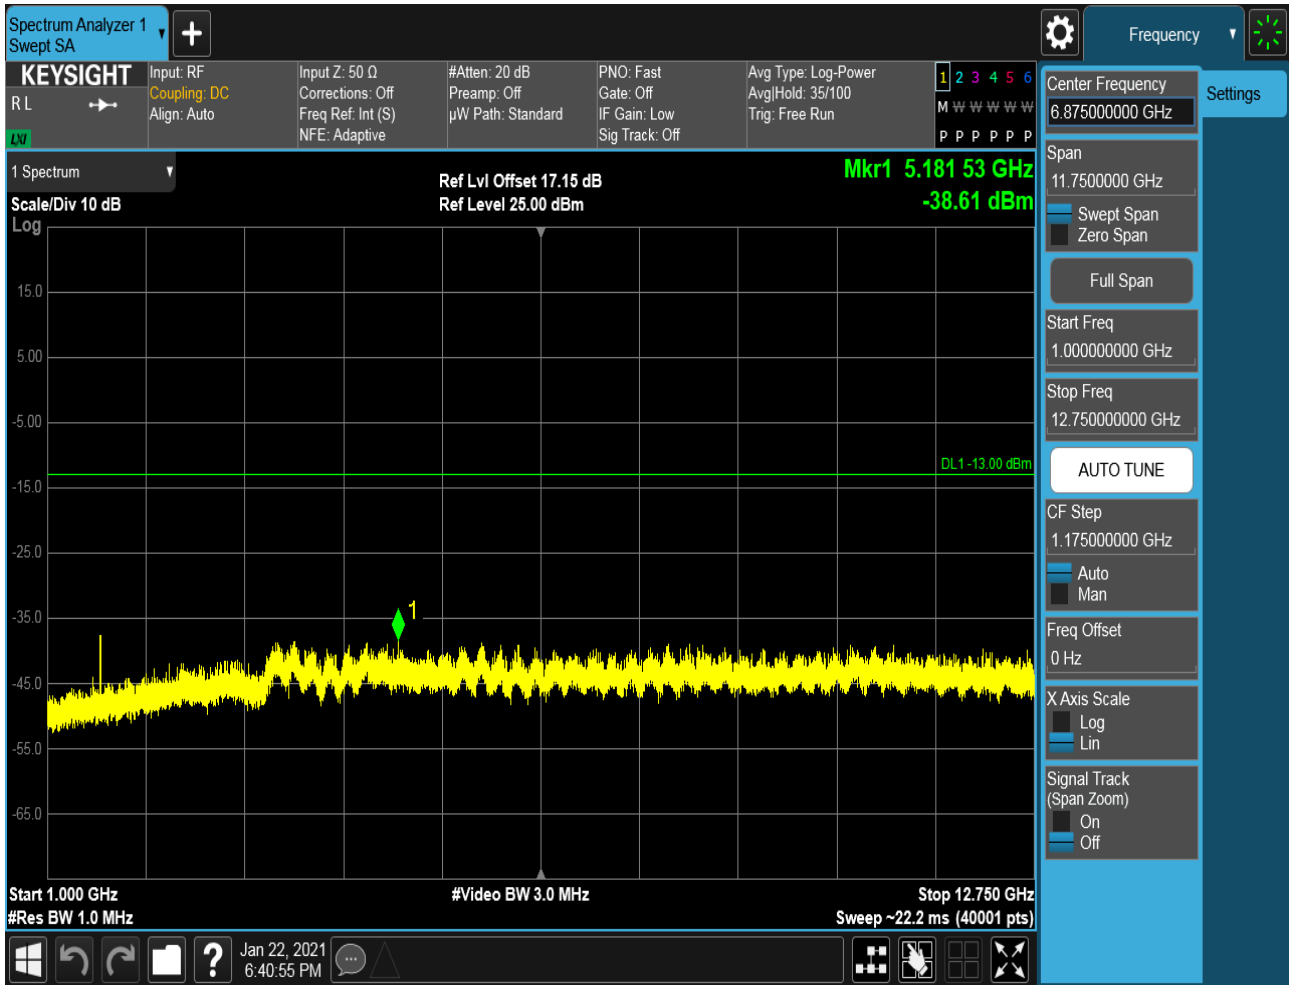 Spectrum Analyzer 1
Swept SA
Frequency
KEYSIGHT
R L
LXI
Input: RF
Coupling: DC
Align: Auto
Input Z: 50 Ω
Corrections: Off
Freq Ref: Int (S)
NFE: Adaptive
#Atten: 20 dB
Preamp: Off
µW Path: Standard
PNO: Fast
Gate: Off
IF Gain: Low
Sig Track: Off
Avg Type: Log-Power
Avg|Hold: 35/100
Trig: Free Run
1 2 3 4 5 6
M W W W W W
P P P P P P
1 Spectrum
Scale/Div 10 dB
Log
Ref Lvl Offset 17.15 dB
Ref Level 25.00 dBm
Mkr1 5.181 53 GHz
-38.61 dBm
15.0
5.00
-5.00
DL1 -13.00 dBm
-15.0
-25.0
-35.0
1
-45.0
-55.0
-65.0
Start 1.000 GHz
#Res BW 1.0 MHz
#Video BW 3.0 MHz
Stop 12.750 GHz
Sweep ~22.2 ms (40001 pts)
Jan 22, 2021
6:40:55 PM
?
Center Frequency
6.875000000 GHz
Settings
Span
11.7500000 GHz
Swept Span
Zero Span
Full Span
Start Freq
1.000000000 GHz
Stop Freq
12.750000000 GHz
AUTO TUNE
CF Step
1.175000000 GHz
Auto
Man
Freq Offset
0 Hz
X Axis Scale
Log
Lin
Signal Track
(Span Zoom)
On
Off